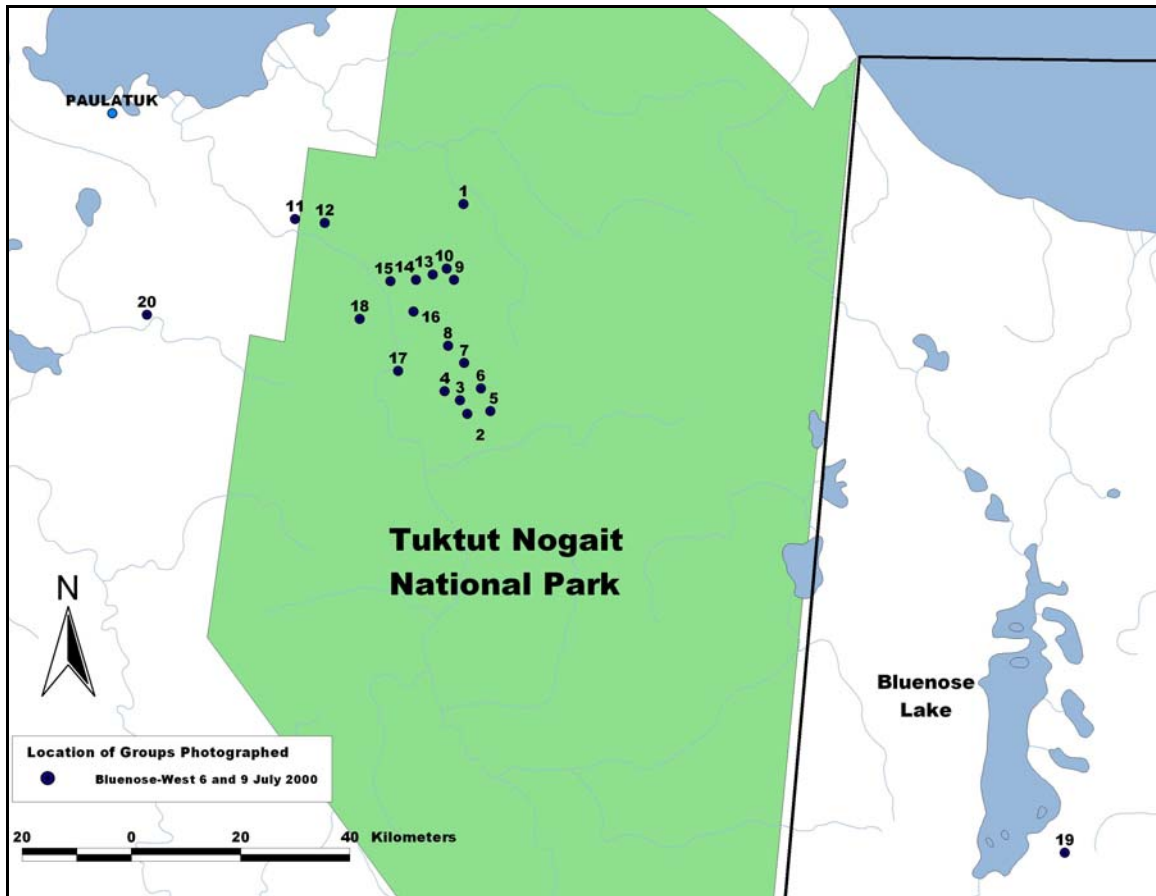 PAULATUK
1
11
12
10
13
14
15
9
20
18
16
8
7
17
4
6
3
5
2
Tuktut Nogait
National Park
N
Bluenose
Lake
Location of Groups Photographed
Bluenose-West 6 and 9 July 2000
20 0 20 40 Kilometers
19